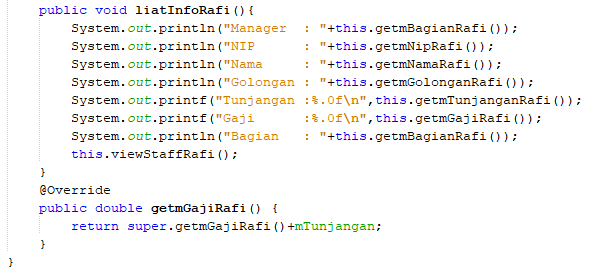 public void liatInfoRafi(){
System.out.println("Manager  : "+this.getmBagianRafi());
System.out.println("NIP      : "+this.getmNipRafi());
System.out.println("Nama     : "+this.getmNamaRafi());
System.out.println("Golongan : "+this.getmGolonganRafi());
System.out.printf("Tunjangan :%.0f\n",this.getmTunjanganRafi());
System.out.printf("Gaji      :%.0f\n",this.getmGajiRafi());
System.out.println("Bagian   : "+this.getmBagianRafi());
this.viewStaffRafi();
}
@Override
public double getmGajiRafi() {
return super.getmGajiRafi()+mTunjangan;
}
}